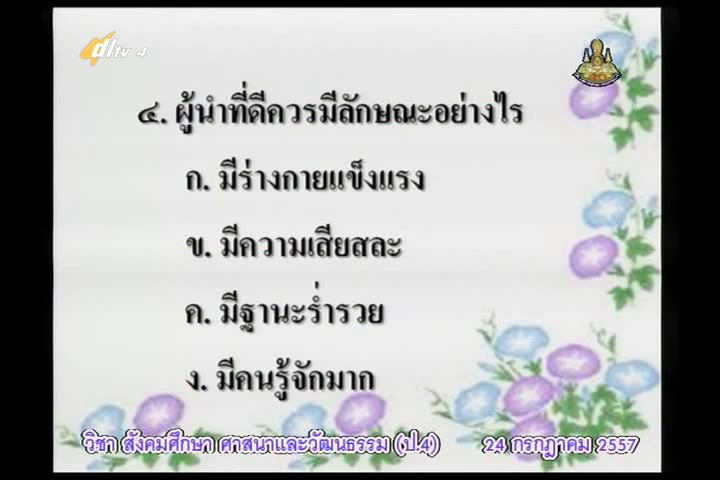 dltv 4
๔. ผู้นำที่ดีควรมีลักษณะอย่างไร
ก. มีร่างกายแข็งแรง
ข. มีความเสียสละ
ค. มีฐานะร่ำรวย
ง. มีคนรู้จักมาก
วิชา สังคมศึกษา ศาสนาและวัฒนธรรม (ป.4) 24 กรกฎาคม 2557